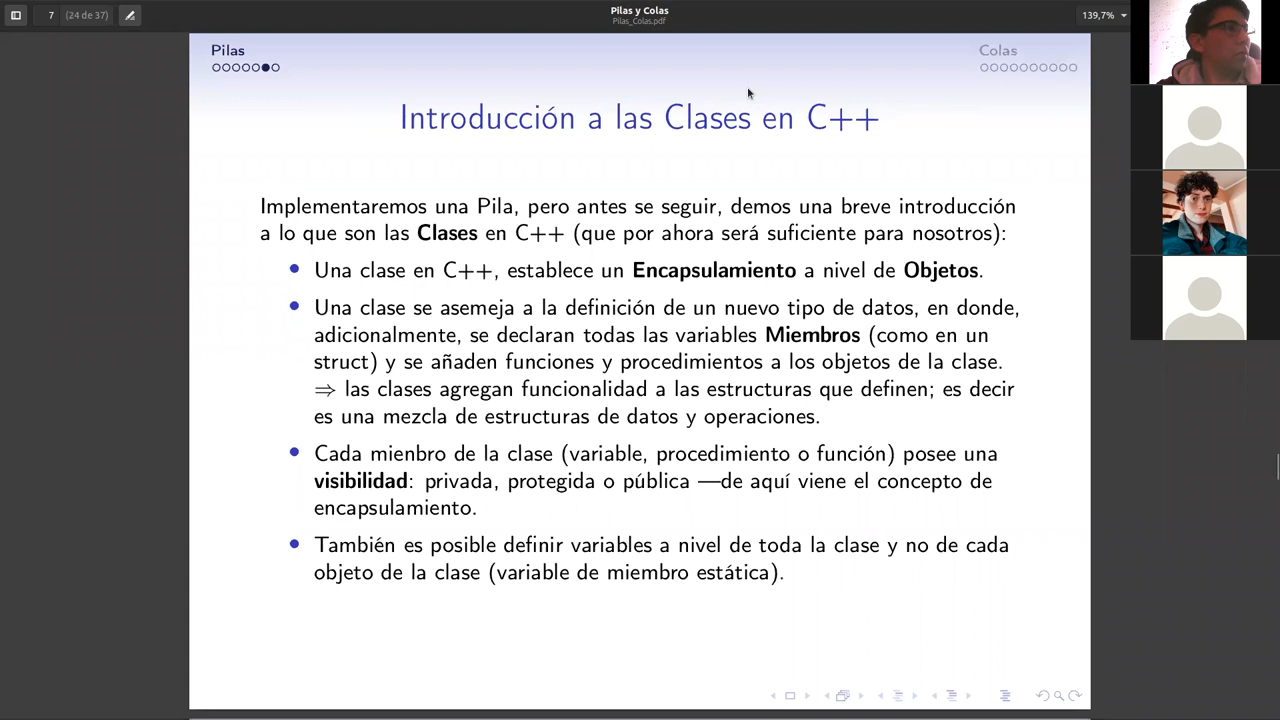 7 (24 de 37)
Pilas y Colas
Pilas_Colas.pdf
139,7%
Pilas
Colas
Introducción a las Clases en C++
Implementaremos una Pila, pero antes se seguir, demos una breve introducción
a lo que son las Clases en C++ (que por ahora será suficiente para nosotros):
Una clase en C++, establece un Encapsulamiento a nivel de Objetos.
Una clase se asemeja a la definición de un nuevo tipo de datos, en donde,
adicionalmente, se declaran todas las variables Miembros (como en un
struct) y se añaden funciones y procedimientos a los objetos de la clase.
⇒ las clases agregan funcionalidad a las estructuras que definen; es decir
es una mezcla de estructuras de datos y operaciones.
Cada mienbro de la clase (variable, procedimiento o función) posee una
visibilidad: privada, protegida o pública —de aquí viene el concepto de
encapsulamiento.
También es posible definir variables a nivel de toda la clase y no de cada
objeto de la clase (variable de miembro estática).